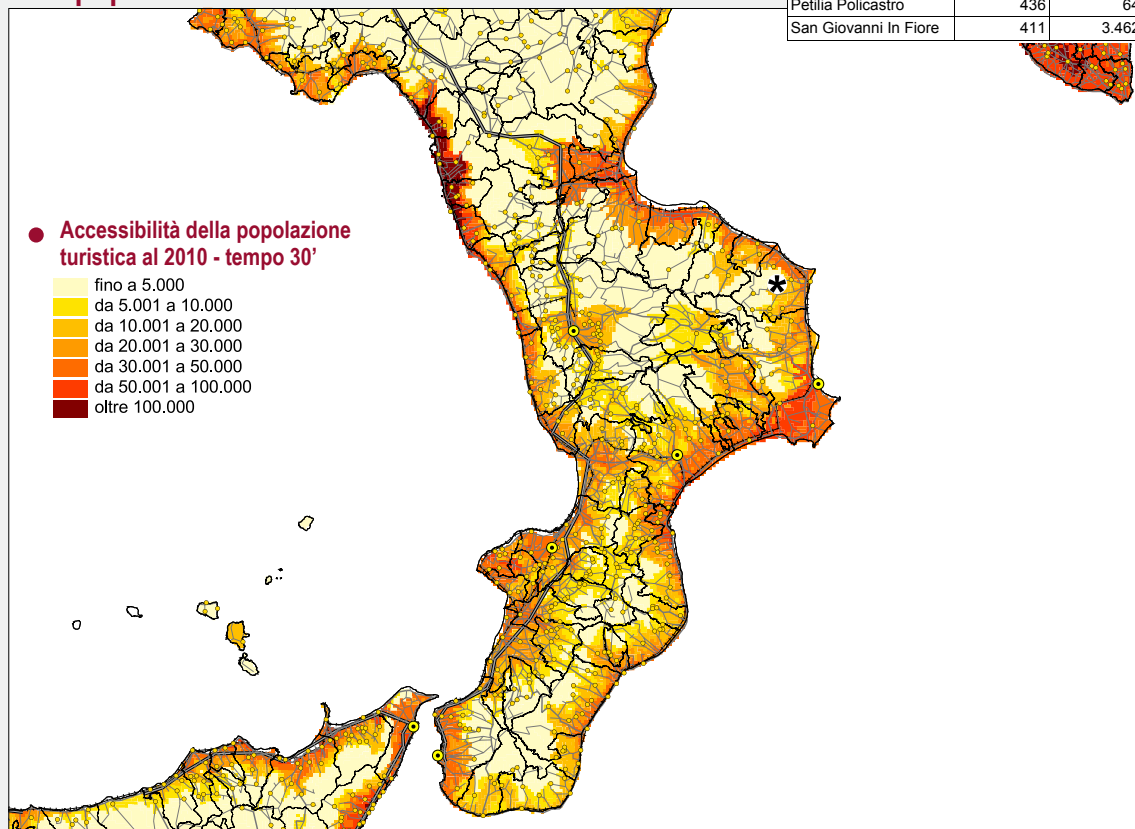 Petilia Policastro 436 64
San Giovanni In Fiore 411 3.462
● Accessibilità della popolazione
turistica al 2010 - tempo 30’
fino a 5.000
da 5.001 a 10.000
da 10.001 a 20.000
da 20.001 a 30.000
da 30.001 a 50.000
da 50.001 a 100.000
oltre 100.000
*